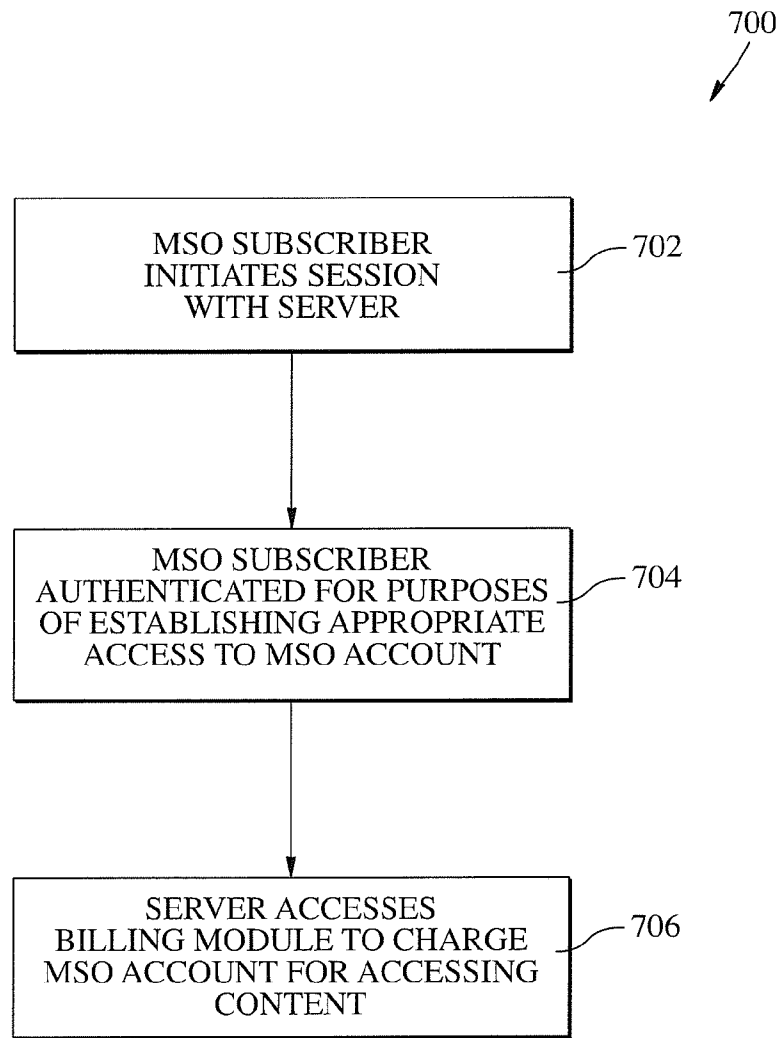 700
MSO SUBSCRIBER
INITIATES SESSION
WITH SERVER
702
MSO SUBSCRIBER
AUTHENTICATED FOR PURPOSES
OF ESTABLISHING APPROPRIATE
ACCESS TO MSO ACCOUNT
704
SERVER ACCESSES
BILLING MODULE TO CHARGE
MSO ACCOUNT FOR ACCESSING
CONTENT
706